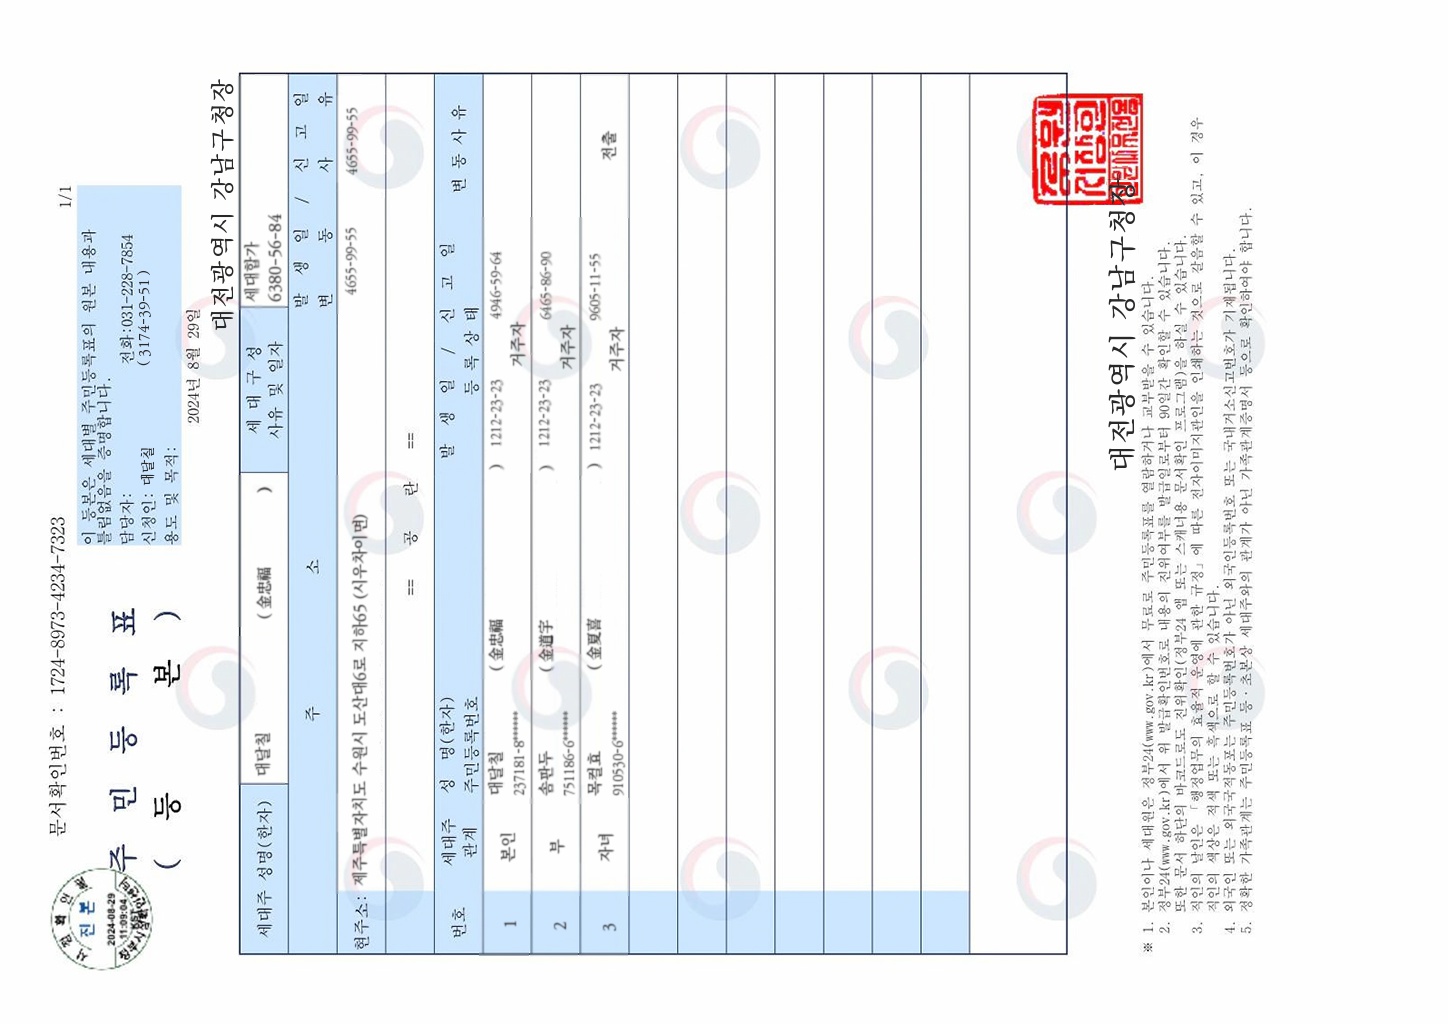 문서확인번호 : 1724-8973-4234-7323
1/1
주 민 등 록 표
( 등 본 )
이 등본은 세대별 주민등록표의 원본 내용과
틀림없음을 증명합니다.
담당자: 전화:031-228-7854
신청인: 대달칠 (3174-39-51)
용도 및 목적:
2024년 8월 29일
대전광역시 강남구청장
진본
2024-08-29
11:09:04
세대주 성명(한자) 대달칠 (金忠福 ) 세 대 구 성 사유 및 일자 세대합가 6380-56-84
주 소 발 생 일 / 신 고 일
변 동 사 유
현주소: 제주특별자치도 수원시 도산대6로 지하65 (시우차이면) 4655-99-55 4655-99-55
== 공 란 ==
번호 세대주 관계 성 명(한자) 주민등록번호 발 생 일 / 신 고 일 등 록 상 태 변 동 사 유
1 본인 대달칠 (金忠福 ) 1212-23-23 4946-59-64
237181-8****** 거주자
2 부 솜판두 (金道宇 ) 1212-23-23 6465-86-90
751186-6****** 거주자
3 자녀 목컬효 (金夏喜 ) 1212-23-23 9605-11-55 전출
910530-6****** 거주자
대전광역시 강남구청장
※ 1. 본인이나 세대원은 정부24(www.gov.kr)에서 무료로 주민등록표를 열람하거나 교부받을 수 있습니다.
2. 정부24(www.gov.kr)에서 위 발급확인번호로 내용의 진위여부를 발급일로부터 90일간 확인할 수 있습니다.
또한 문서 하단의 바코드로도 진위확인(정부24 앱 또는 스캐너용 문서확인 프로그램)을 하실 수 있습니다.
3. 직인의 날인은 「행정업무의 효율적 운영에 관한 규정」에 따른 전자이미지관인을 인쇄하는 것으로 갈음할 수 있고, 이 경우
직인의 색상은 적색 또는 흑색으로 할 수 있습니다.
4. 외국인 또는 외국국적동포는 주민등록번호가 아닌 외국인등록번호 또는 국내거소신고번호가 기재됩니다.
5. 정확한 가족관계는 주민등록표 등·초본상 세대주와의 관계가 아닌 가족관계증명서 등으로 확인하여야 합니다.